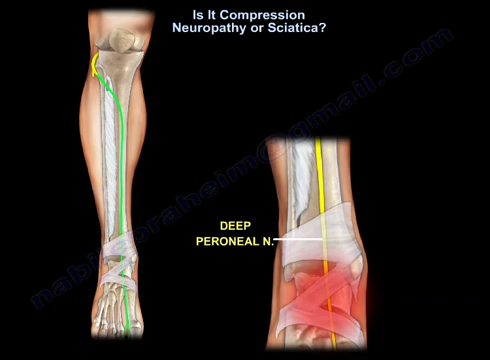 Is It Compression
Neuropathy or Sciatica?
DEEP
PERONEAL N.